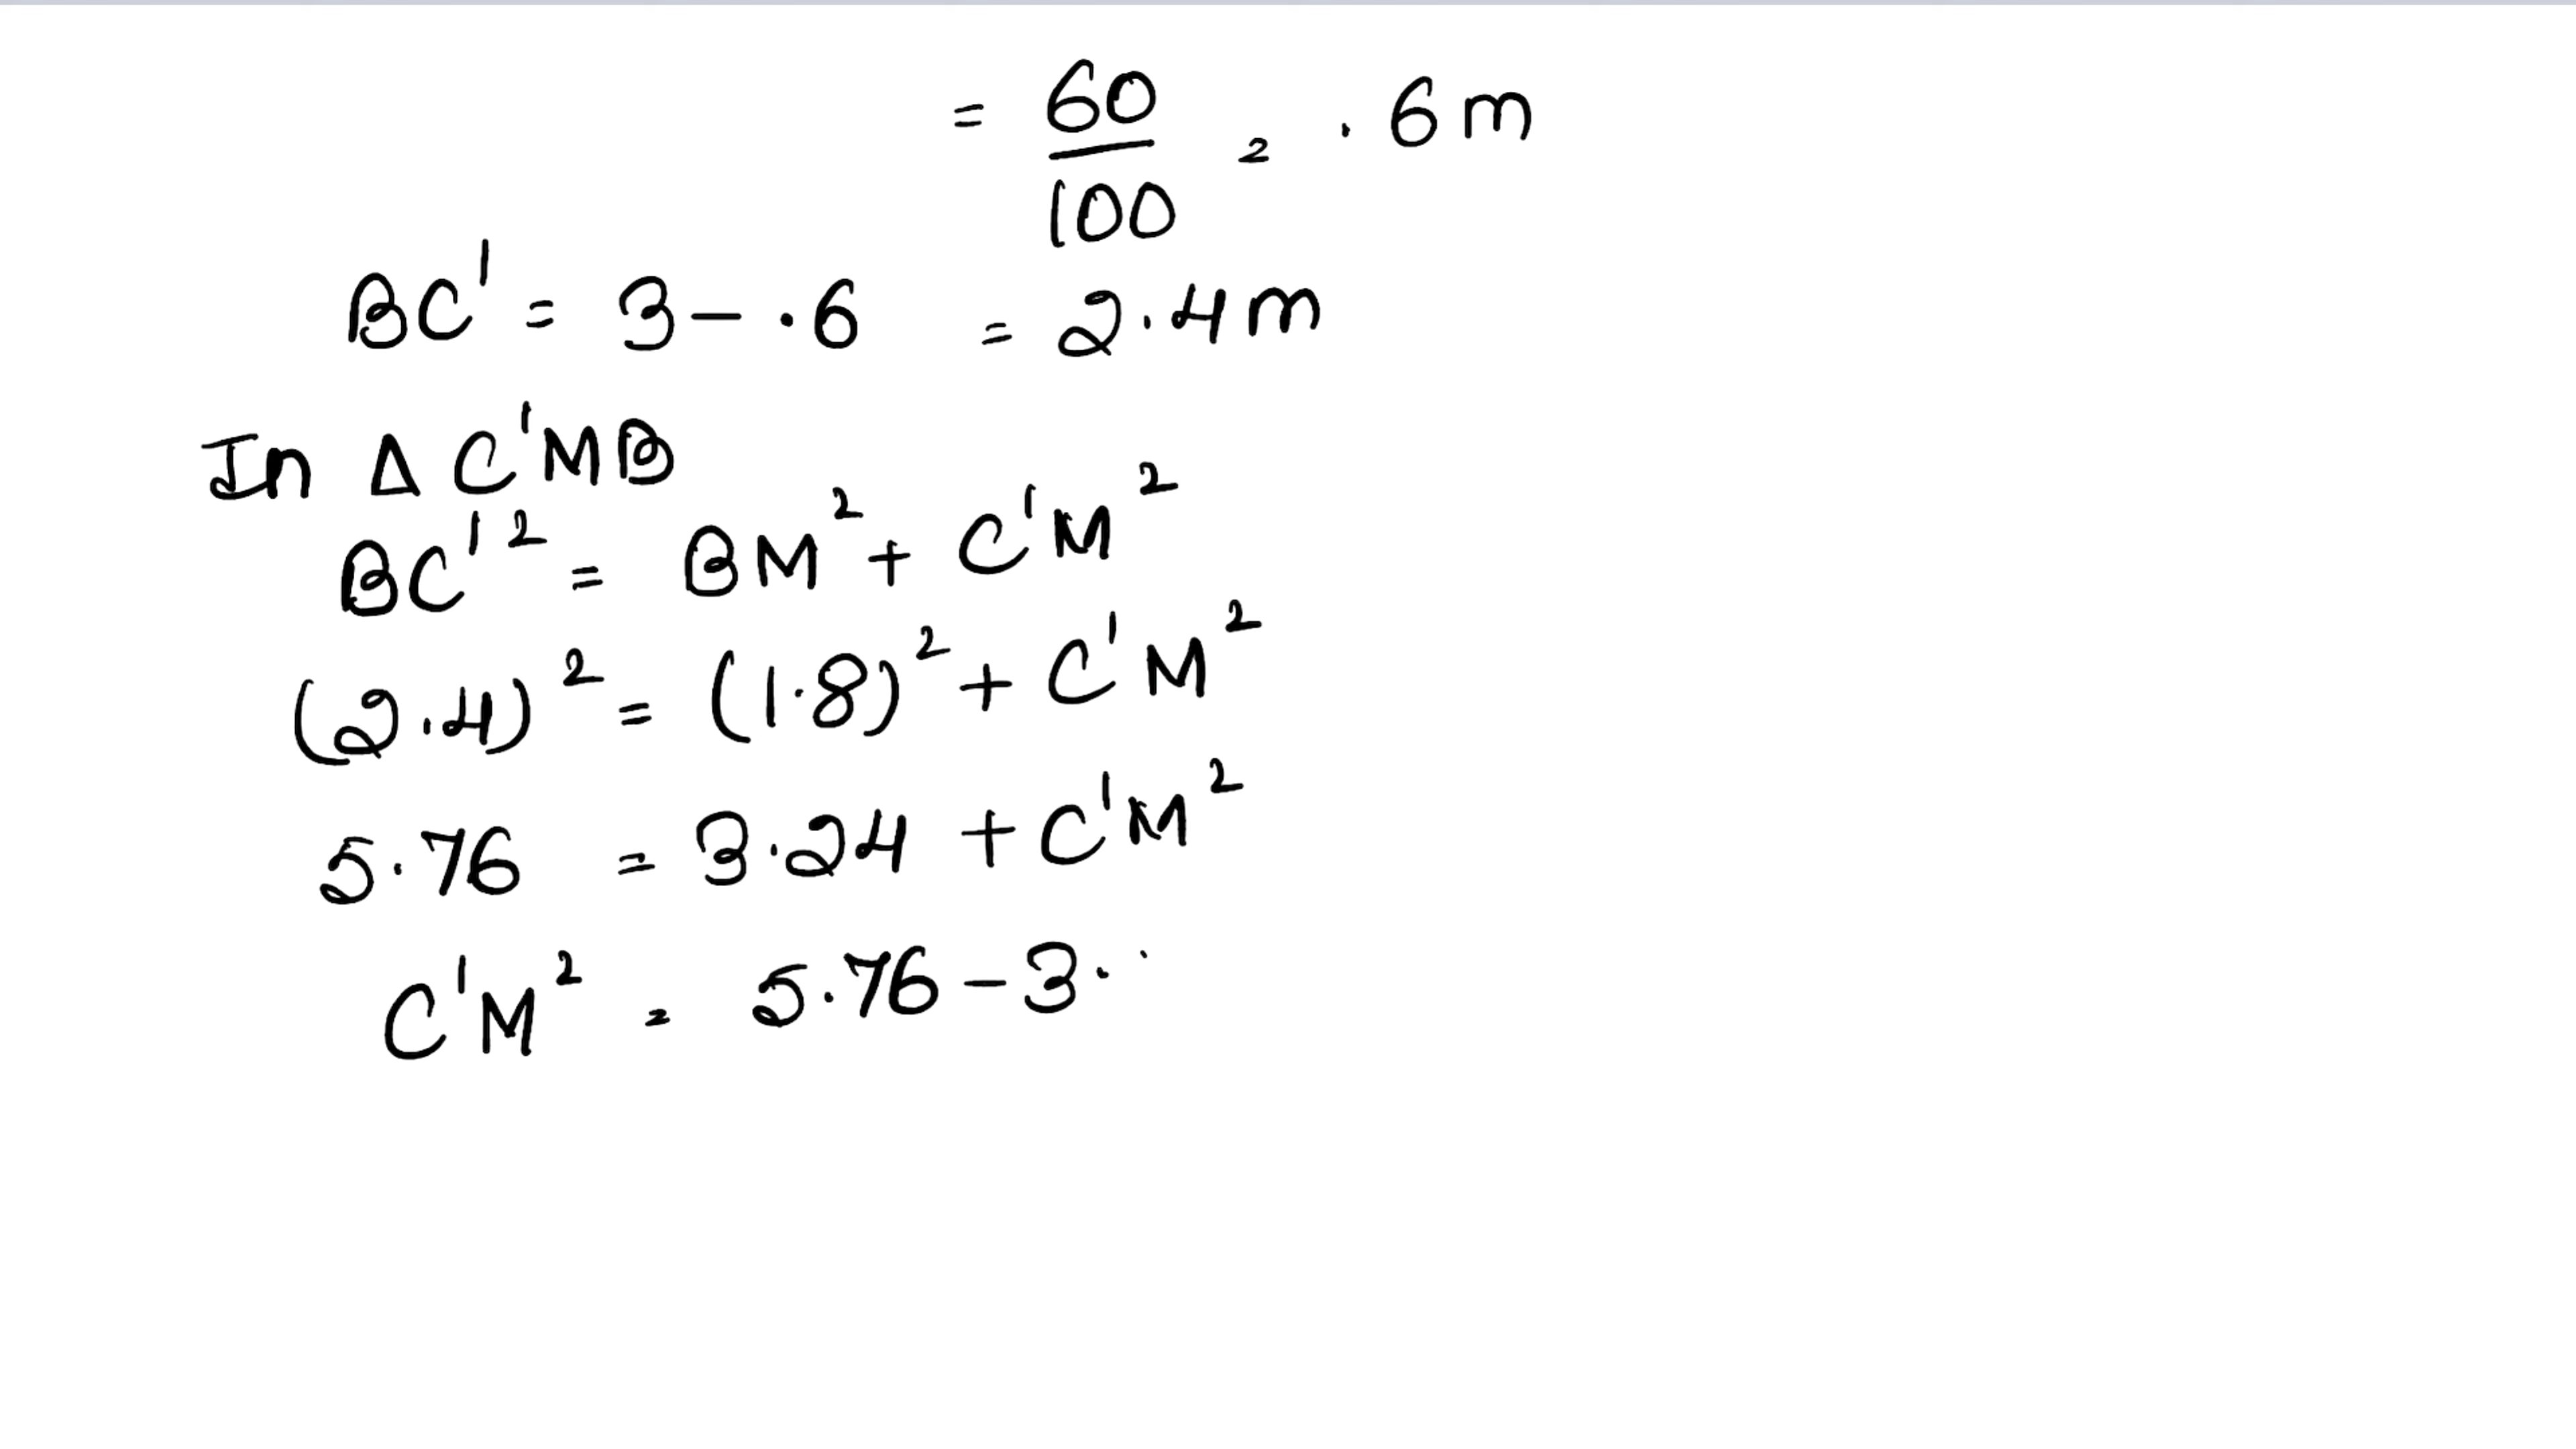 = 60/100 = .6 m
BC' = 3 - .6 = 2.4 m
In Δ C'MB
BC'² = BM² + C'M²
(2.4)² = (1.8)² + C'M²
5.76 = 3.24 + C'M²
C'M² = 5.76 - 3.